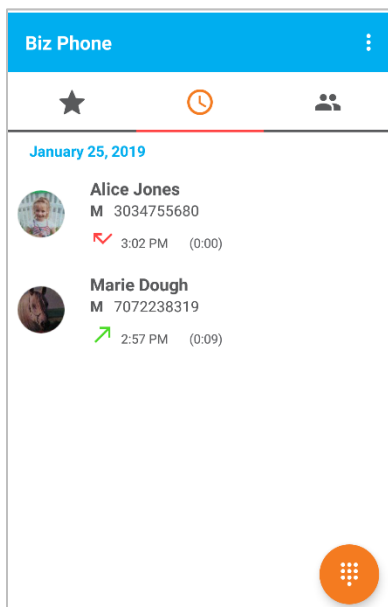 Biz Phone
January 25, 2019
Alice Jones
M 3034755680
3:02 PM (0:00)
Marie Dough
M 7072238319
2:57 PM (0:09)